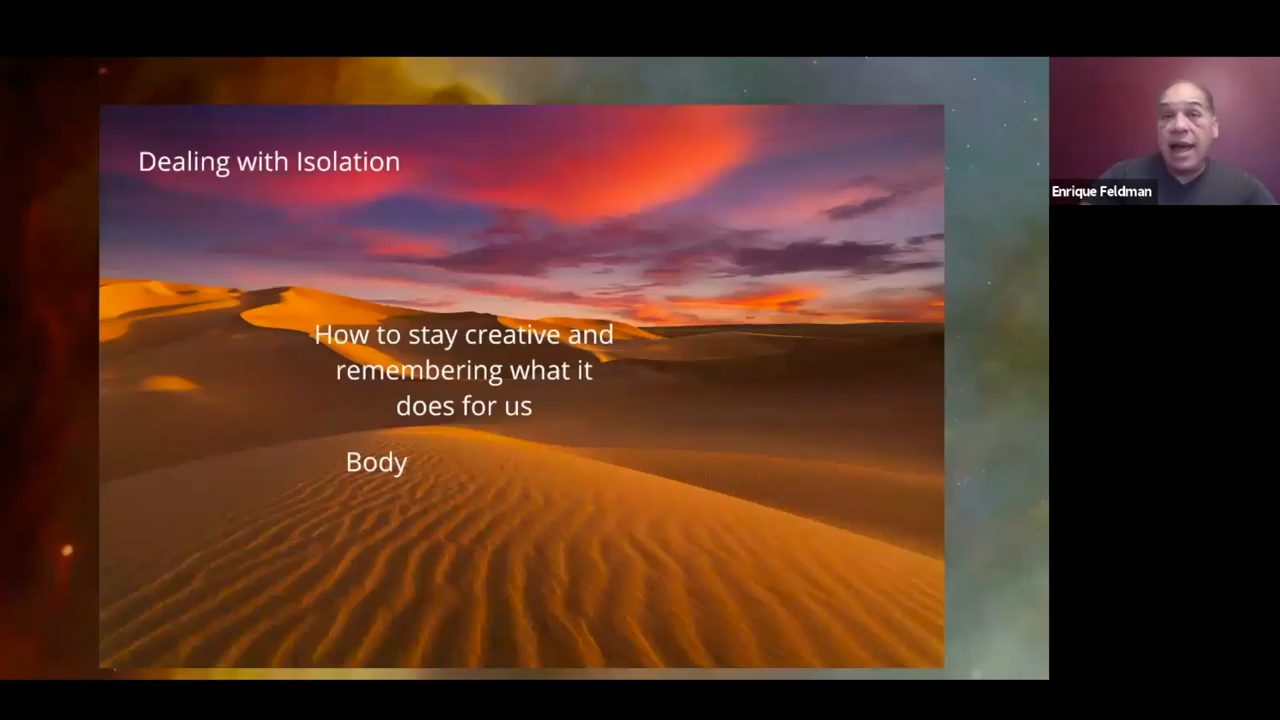 Dealing with Isolation
How to stay creative and
remembering what it
does for us
Body
Enrique Feldman